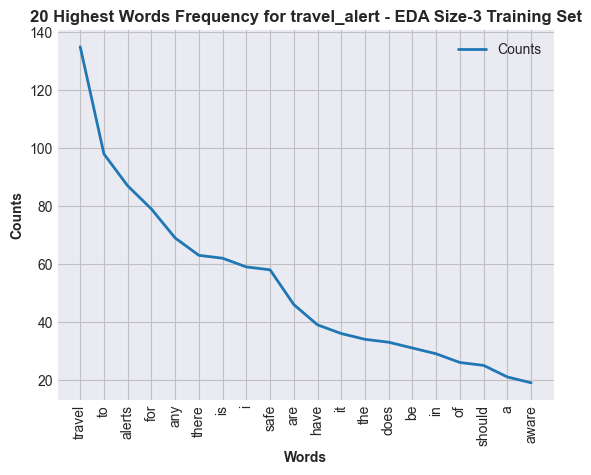 20 Highest Words Frequency for travel_alert - EDA Size-3 Training Set
Counts
140
120
100
80
60
40
20
Counts
travel
to
alerts
for
any
there
is
i
safe
are
have
it
the
does
be
in
of
should
a
aware
Words